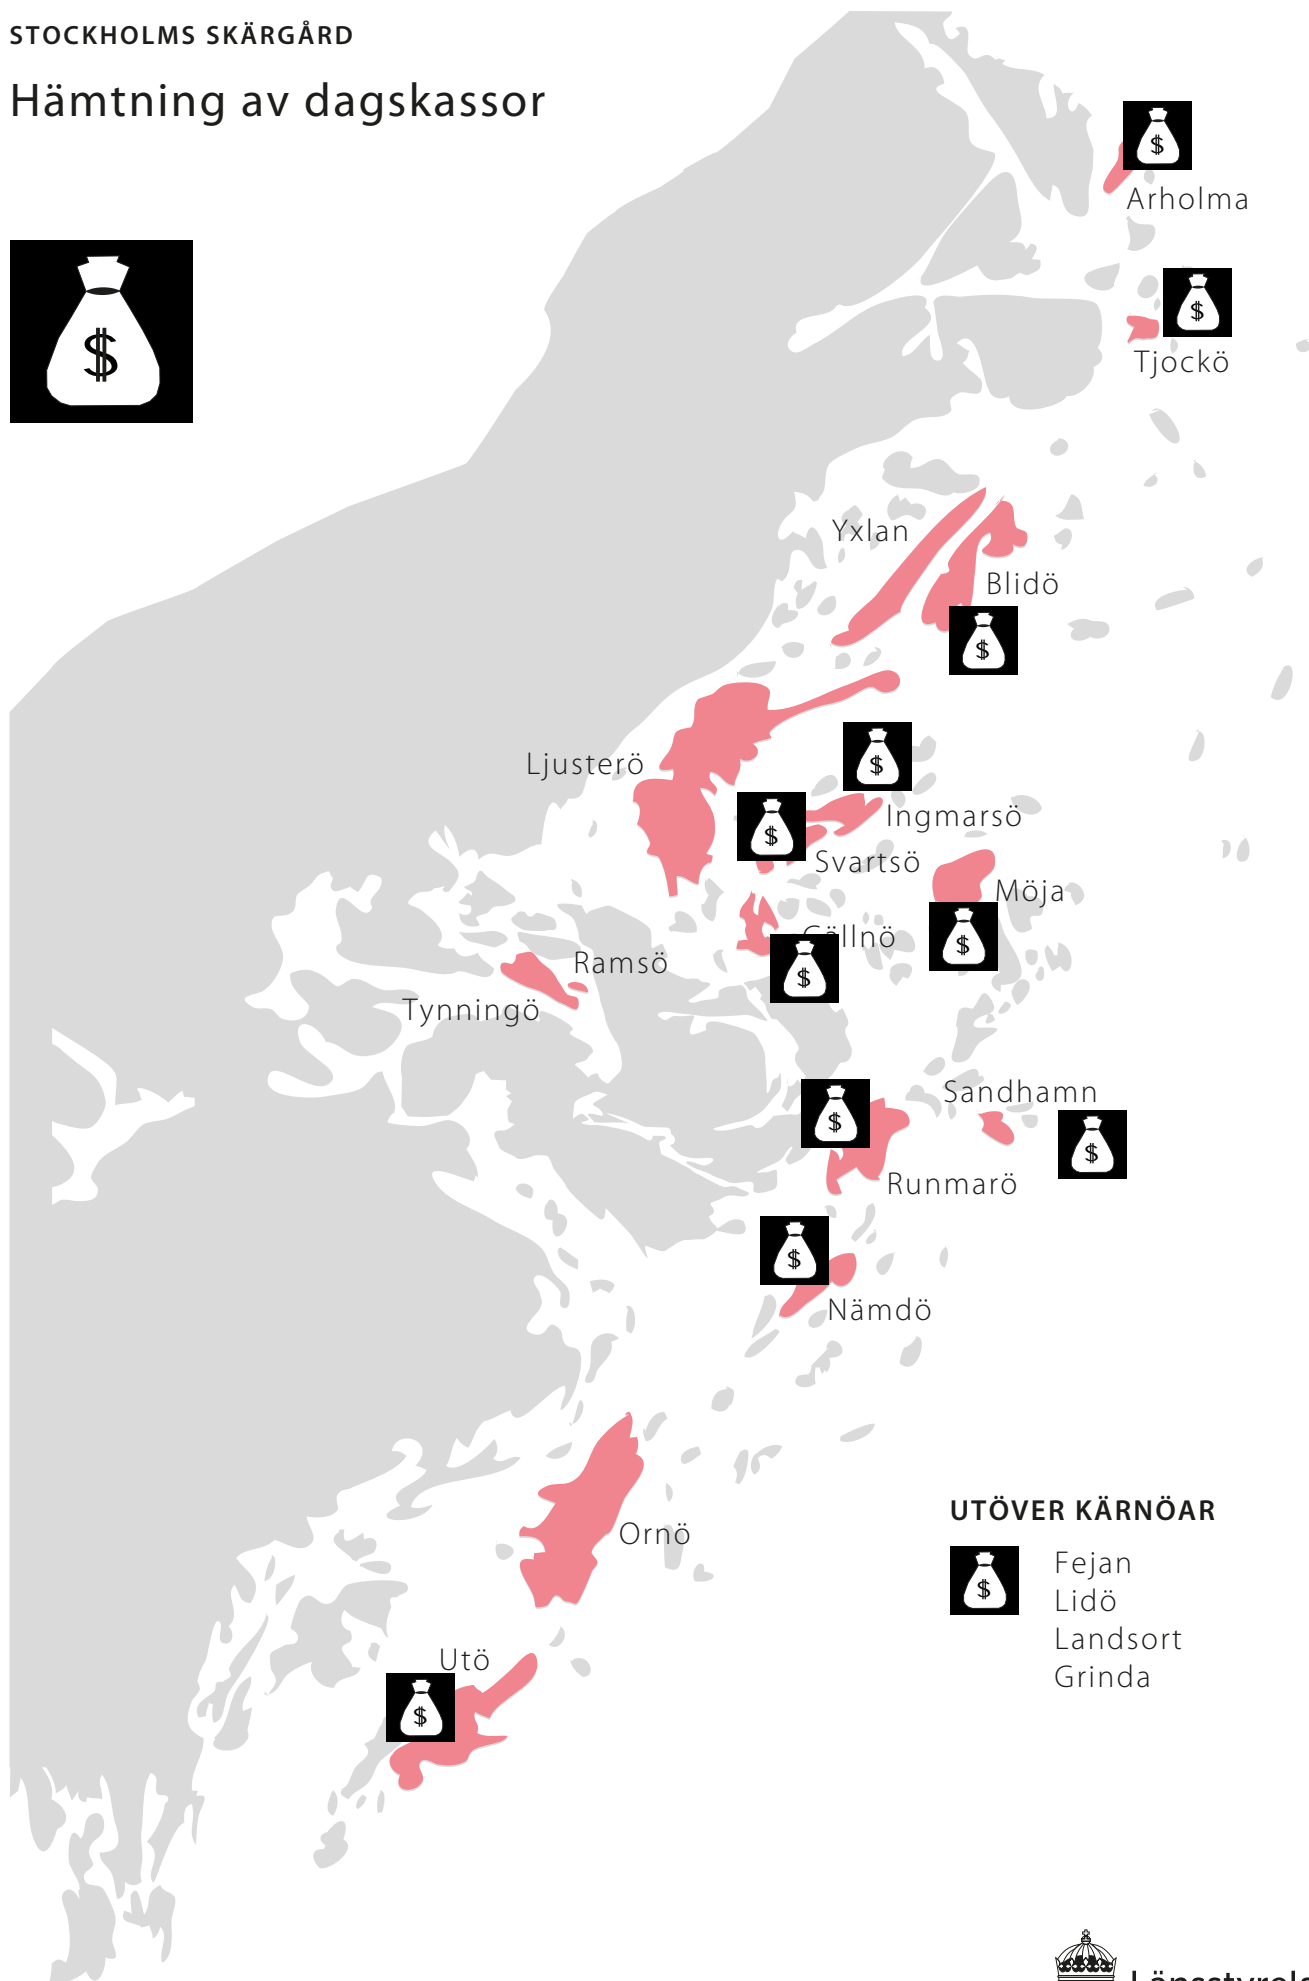 STOCKHOLMS SKÄRGÅRD
Hämtning av dagskassor
$
$
Arholma
$
Tjockö
Yxlan
Blidö
$
Ljusterö
$
Ingmarsö
$
Svartsö
Möja
$
Gällnö
$
Ramsö
Tynningö
Sandhamn
$
$
Runmarö
$
Nämdö
Ornö
UTÖVER KÄRNÖAR
$
Fejan
Lidö
Landsort
Grinda
Utö
$